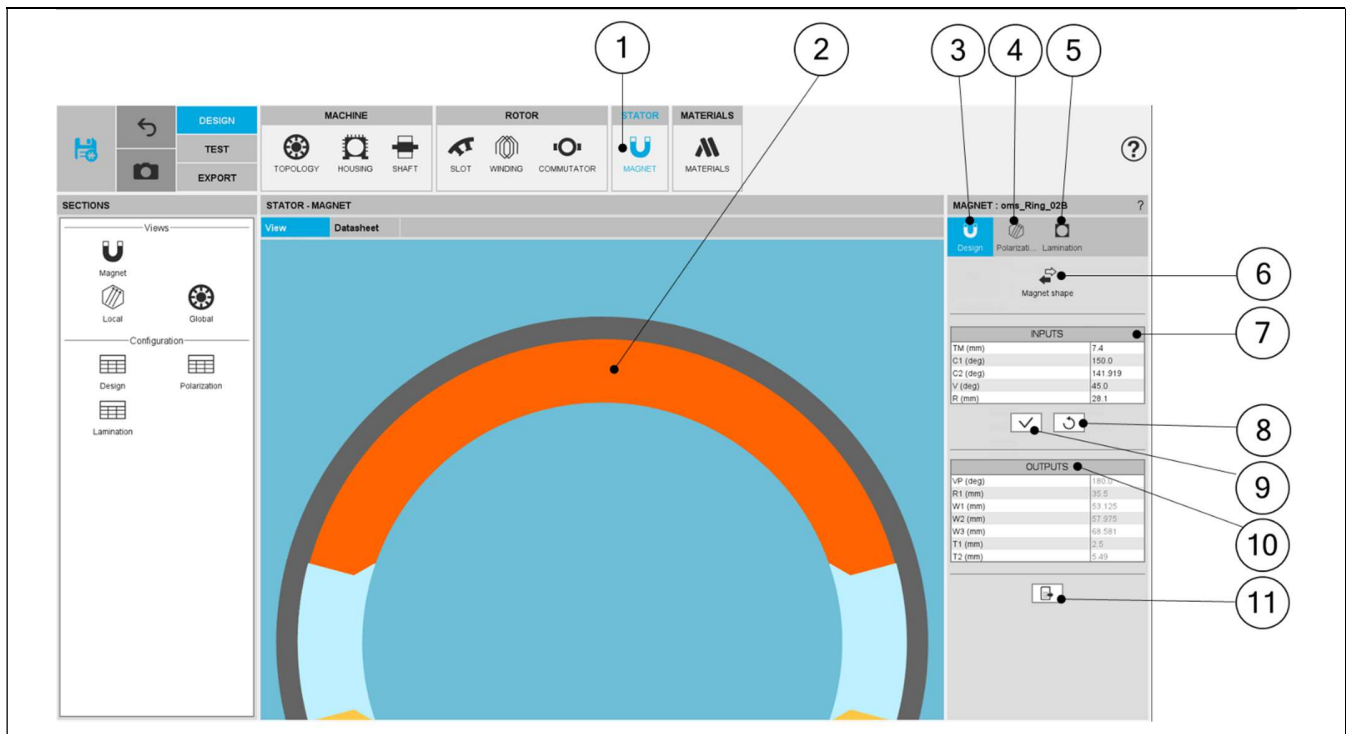 1 2 3 4 5
DESIGN
TEST
EXPORT
MACHINE
TOPOLOGY HOUSING SHAFT
ROTOR
SLOT WINDING COMMUTATOR
STATOR
MAGNET
MATERIALS
MATERIALS
?
SECTIONS
Views
Magnet
Local Global
Configuration
Design Polarization
Lamination
STATOR - MAGNET
View Datasheet
MAGNET : oms_Ring_02B ?
Design Polarizati... Lamination
Magnet shape
6
INPUTS
7
TM (mm) 7.4
C1 (deg) 150.0
C2 (deg) 141.919
V (deg) 45.0
R (mm) 28.1
8
9
OUTPUTS
10
VP (deg) 180.0
R1 (mm) 35.5
W1 (mm) 53.125
W2 (mm) 57.975
W3 (mm) 68.581
T1 (mm) 2.5
T2 (mm) 5.49
11